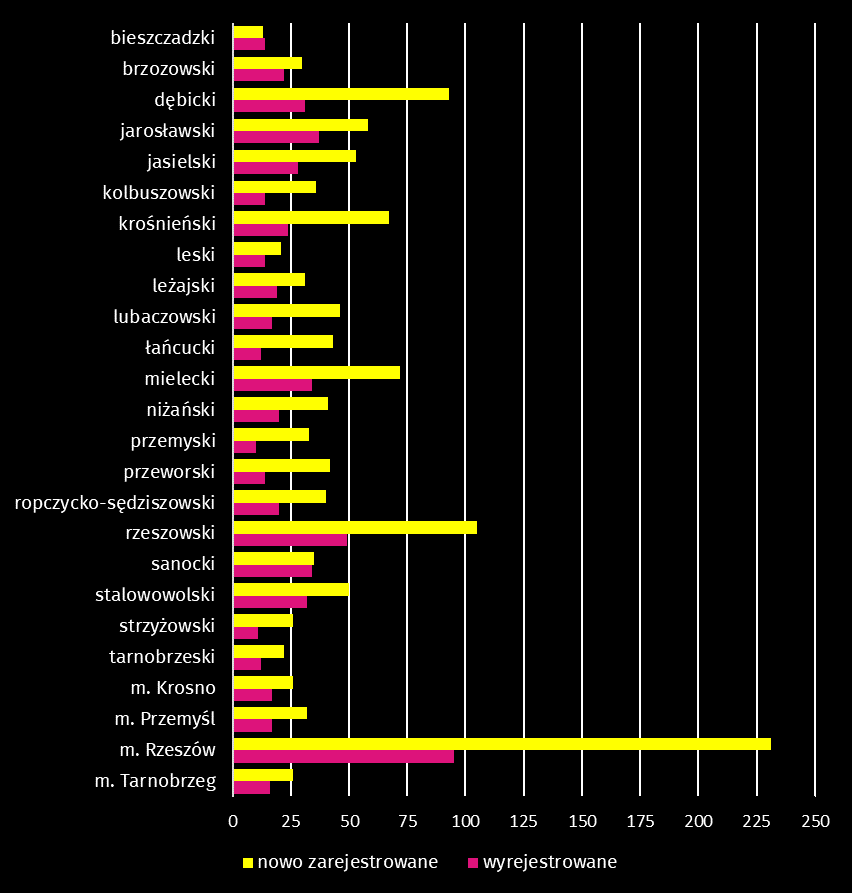 bieszczadzki
brzozowski
dębicki
jarosławski
jasielski
kolbuszowski
krośnieński
leski
leżajski
lubaczowski
łańcucki
mielecki
niżański
przemyski
przeworski
ropczycko-sędziszowski
rzeszowski
sanocki
stalowowolski
strzyżowski
tarnobrzeski
m. Krosno
m. Przemyśl
m. Rzeszów
m. Tarnobrzeg
0 25 50 75 100 125 150 175 200 225 250
nowo zarejestrowane wyrejestrowane